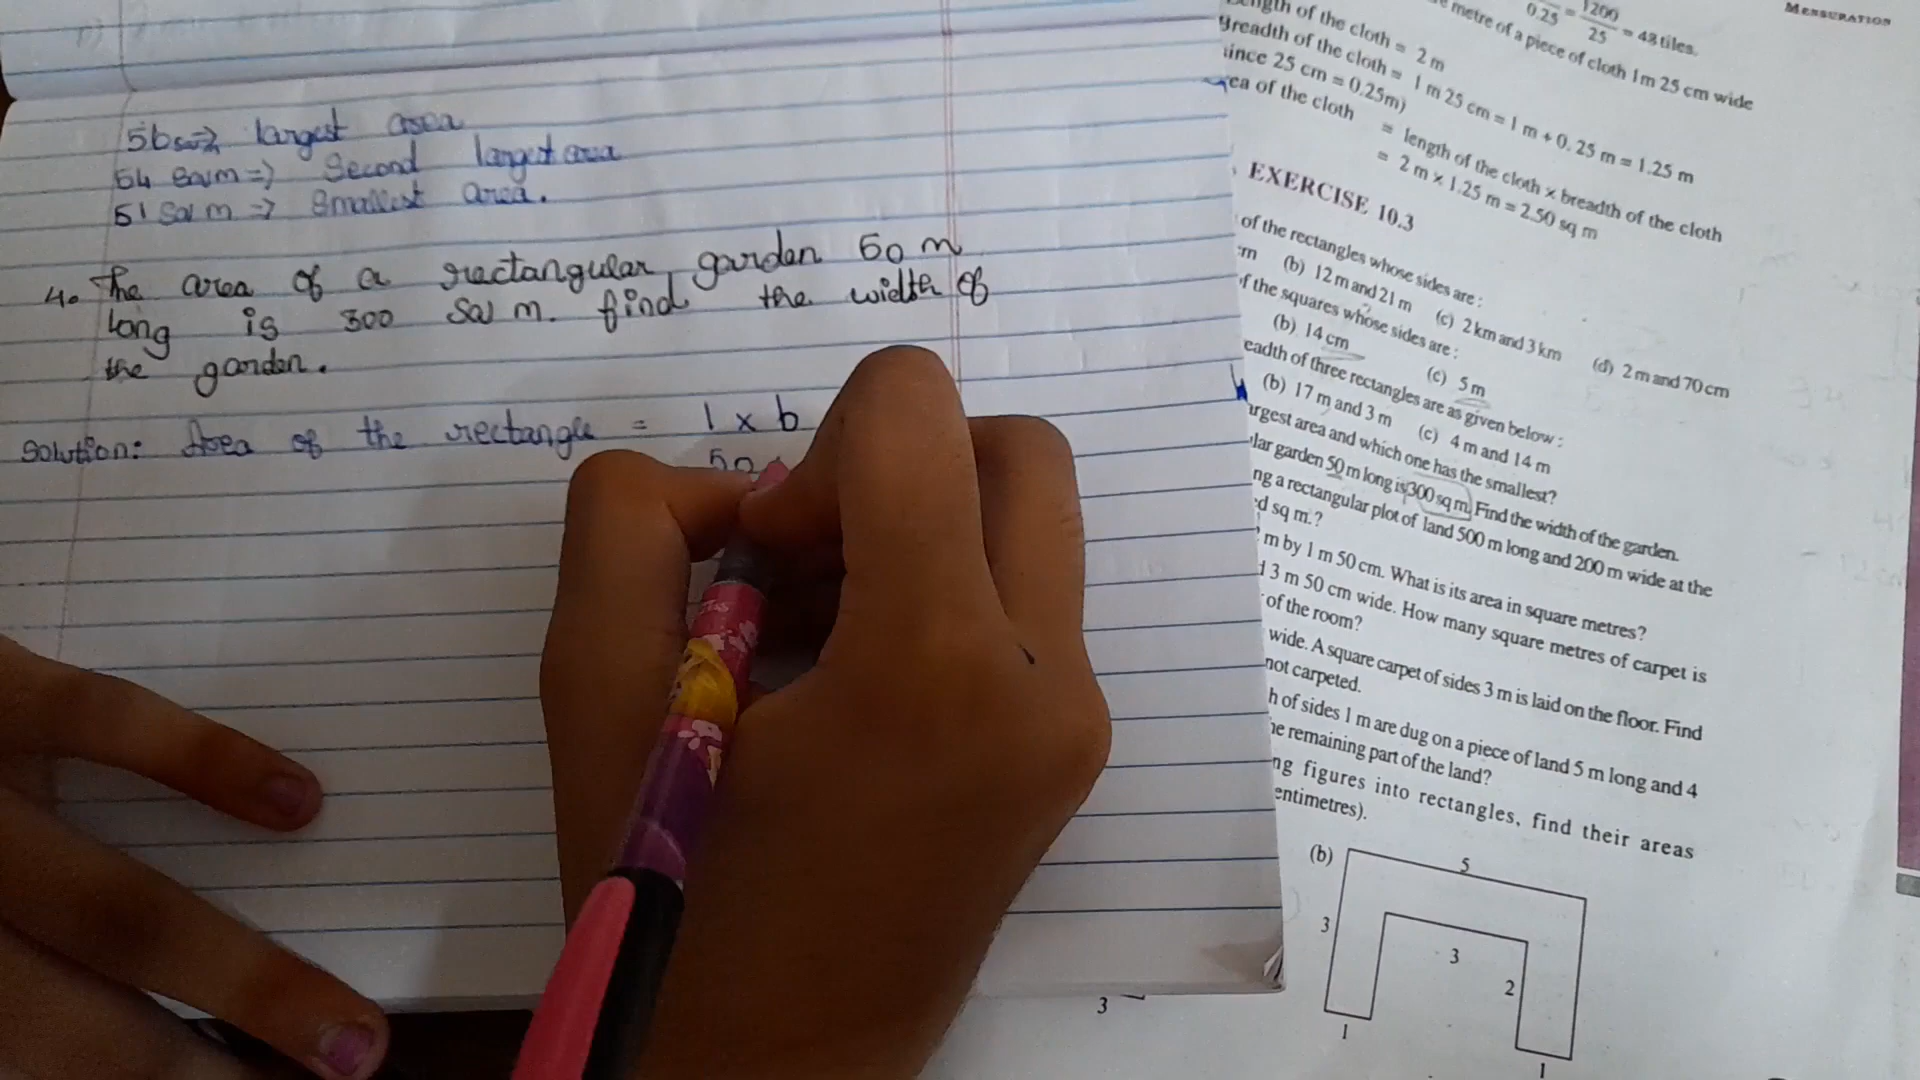 56 sq m => largest area
54 sq m => Second largest area
51 sq m => Smallest area.
4. The area of a rectangular garden 50 m
long is 300 sq m. find the width of
the garden.
Solution: Area of the rectangle = l x b
50
MENSURATION
0.25 = 1200 25 = 48 tiles.
metre of a piece of cloth 1m 25 cm wide
Length of the cloth = 2 m
Breadth of the cloth = 1 m 25 cm = 1 m + 0. 25 m = 1.25 m
since 25 cm = 0.25m)
rea of the cloth = length of the cloth × breadth of the cloth
= 2 m × 1.25 m = 2.50 sq m
EXERCISE 10.3
of the rectangles whose sides are :
cm (b) 12 m and 21 m (c) 2 km and 3 km (d) 2 m and 70 cm
of the squares whose sides are :
(b) 14 cm (c) 5 m
eadth of three rectangles are as given below :
(b) 17 m and 3 m (c) 4 m and 14 m
argest area and which one has the smallest?
ular garden 50 m long is 300 sq m. Find the width of the garden.
ng a rectangular plot of land 500 m long and 200 m wide at the
ed sq m.?
m by 1 m 50 cm. What is its area in square metres?
d 3 m 50 cm wide. How many square metres of carpet is
of the room?
wide. A square carpet of sides 3 m is laid on the floor. Find
not carpeted.
h of sides 1 m are dug on a piece of land 5 m long and 4
he remaining part of the land?
ng figures into rectangles, find their areas
entimetres).
(b)
5
3
3
2
1
1
3